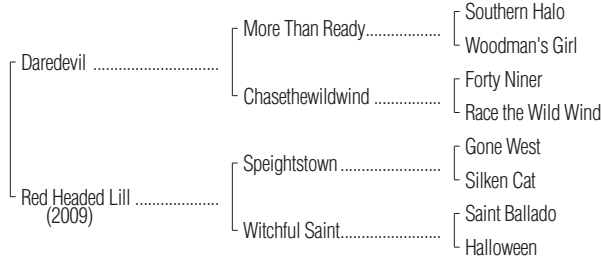 Southern Halo
More Than Ready....................
Woodman's Girl
Daredevil .................................
Forty Niner
Chasethewildwind ..................
Race the Wild Wind
Gone West
Speightstown ..........................
Silken Cat
Red Headed Lill ......................
(2009)
Saint Ballado
Witchful Saint..........................
Halloween